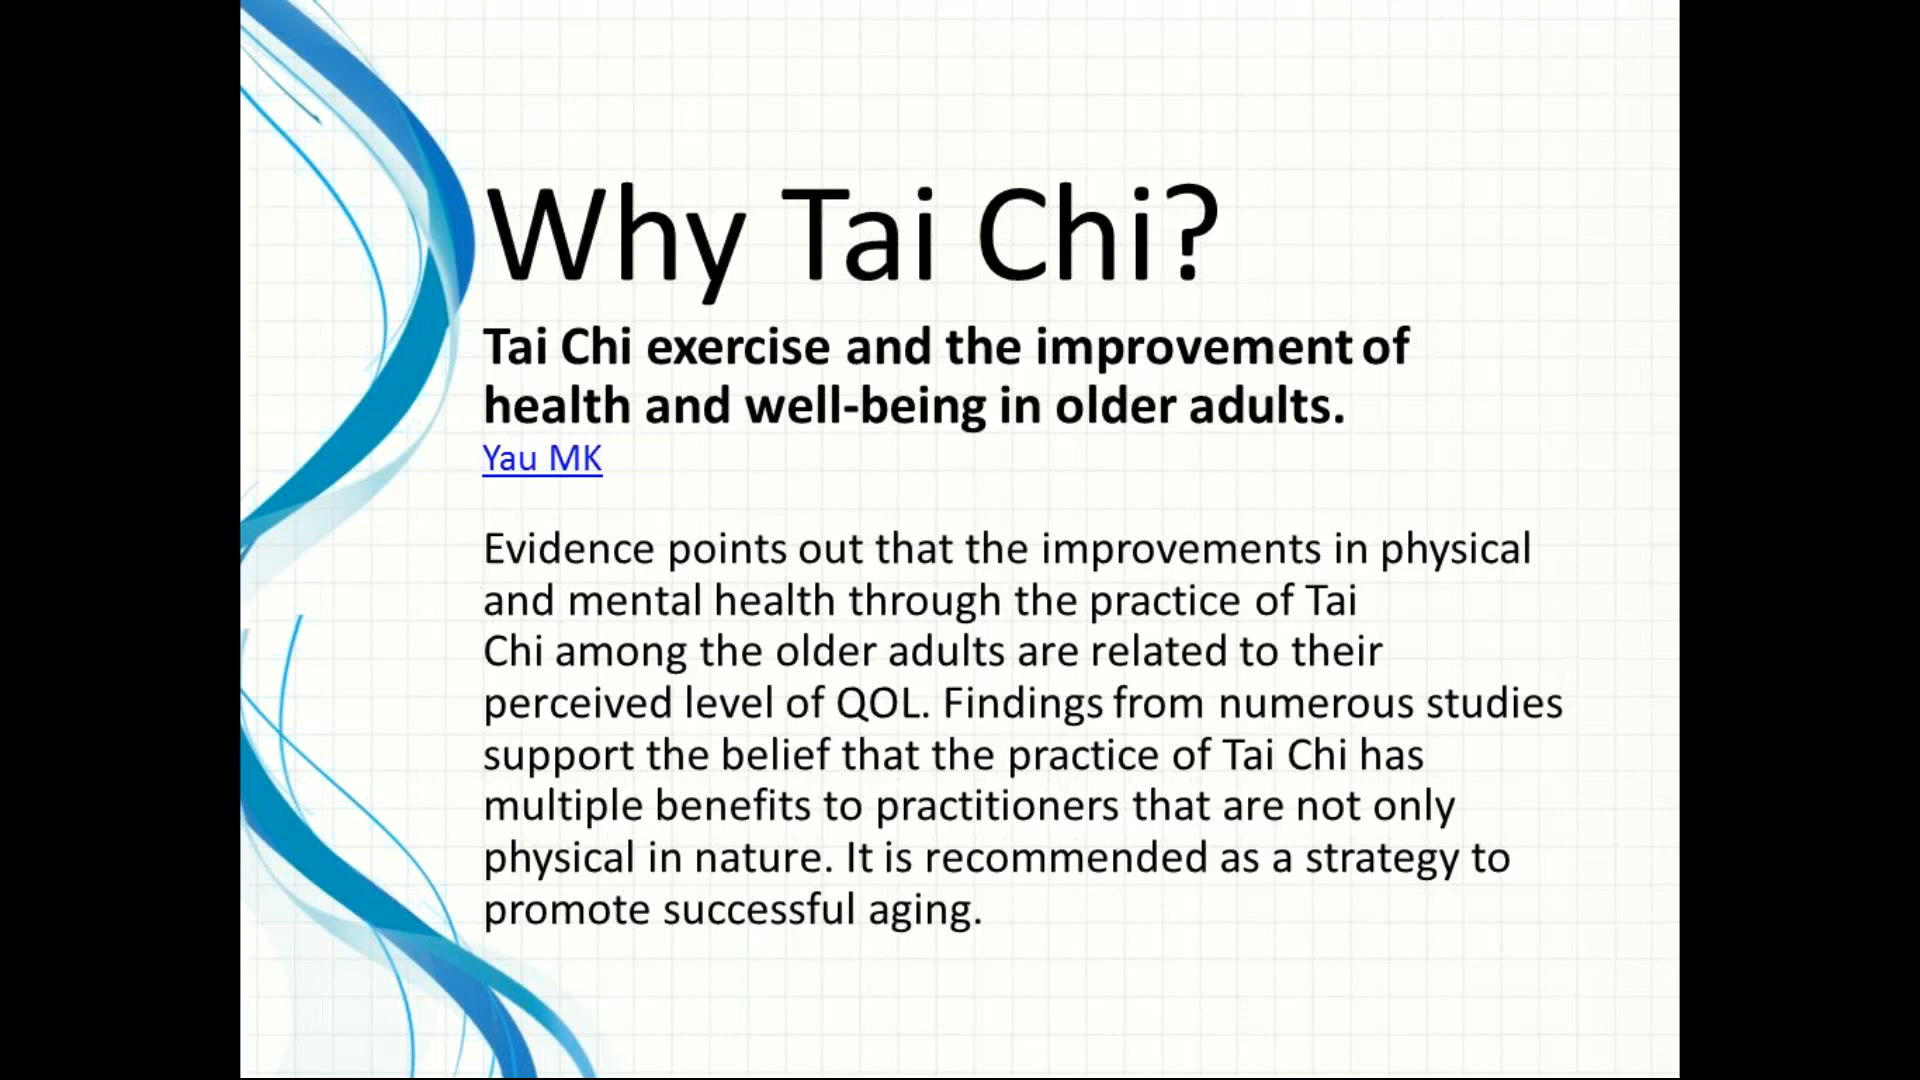 Why Tai Chi?
Tai Chi exercise and the improvement of
health and well-being in older adults.
Yau MK
Evidence points out that the improvements in physical
and mental health through the practice of Tai
Chi among the older adults are related to their
perceived level of QOL. Findings from numerous studies
support the belief that the practice of Tai Chi has
multiple benefits to practitioners that are not only
physical in nature. It is recommended as a strategy to
promote successful aging.